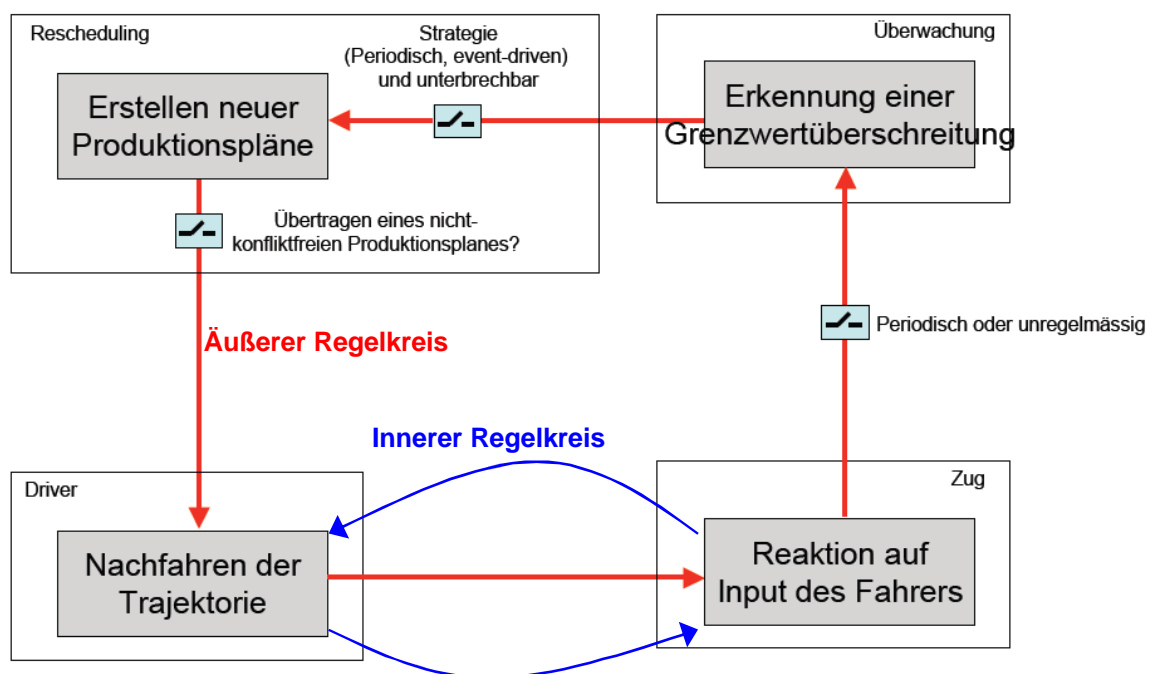 Rescheduling
Strategie
(Periodisch, event-driven)
und unterbrechbar
Überwachung
Erstellen neuer
Produktionspläne
Erkennung einer
Grenzwertüberschreitung
Übertragen eines nicht-
konfliktfreien Produktionsplanes?
Periodisch oder unregelmässig
Äußerer Regelkreis
Innerer Regelkreis
Driver
Zug
Nachfahren der
Trajektorie
Reaktion auf
Input des Fahrers